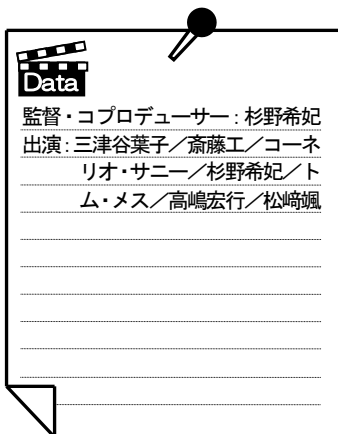 Data
監督・コプロデューサー：杉野希妃
出演：三津谷葉子／斎藤工／コーネ
リオ・サニー／杉野希妃／ト
ム・メス／高嶋宏行／松﨑颯